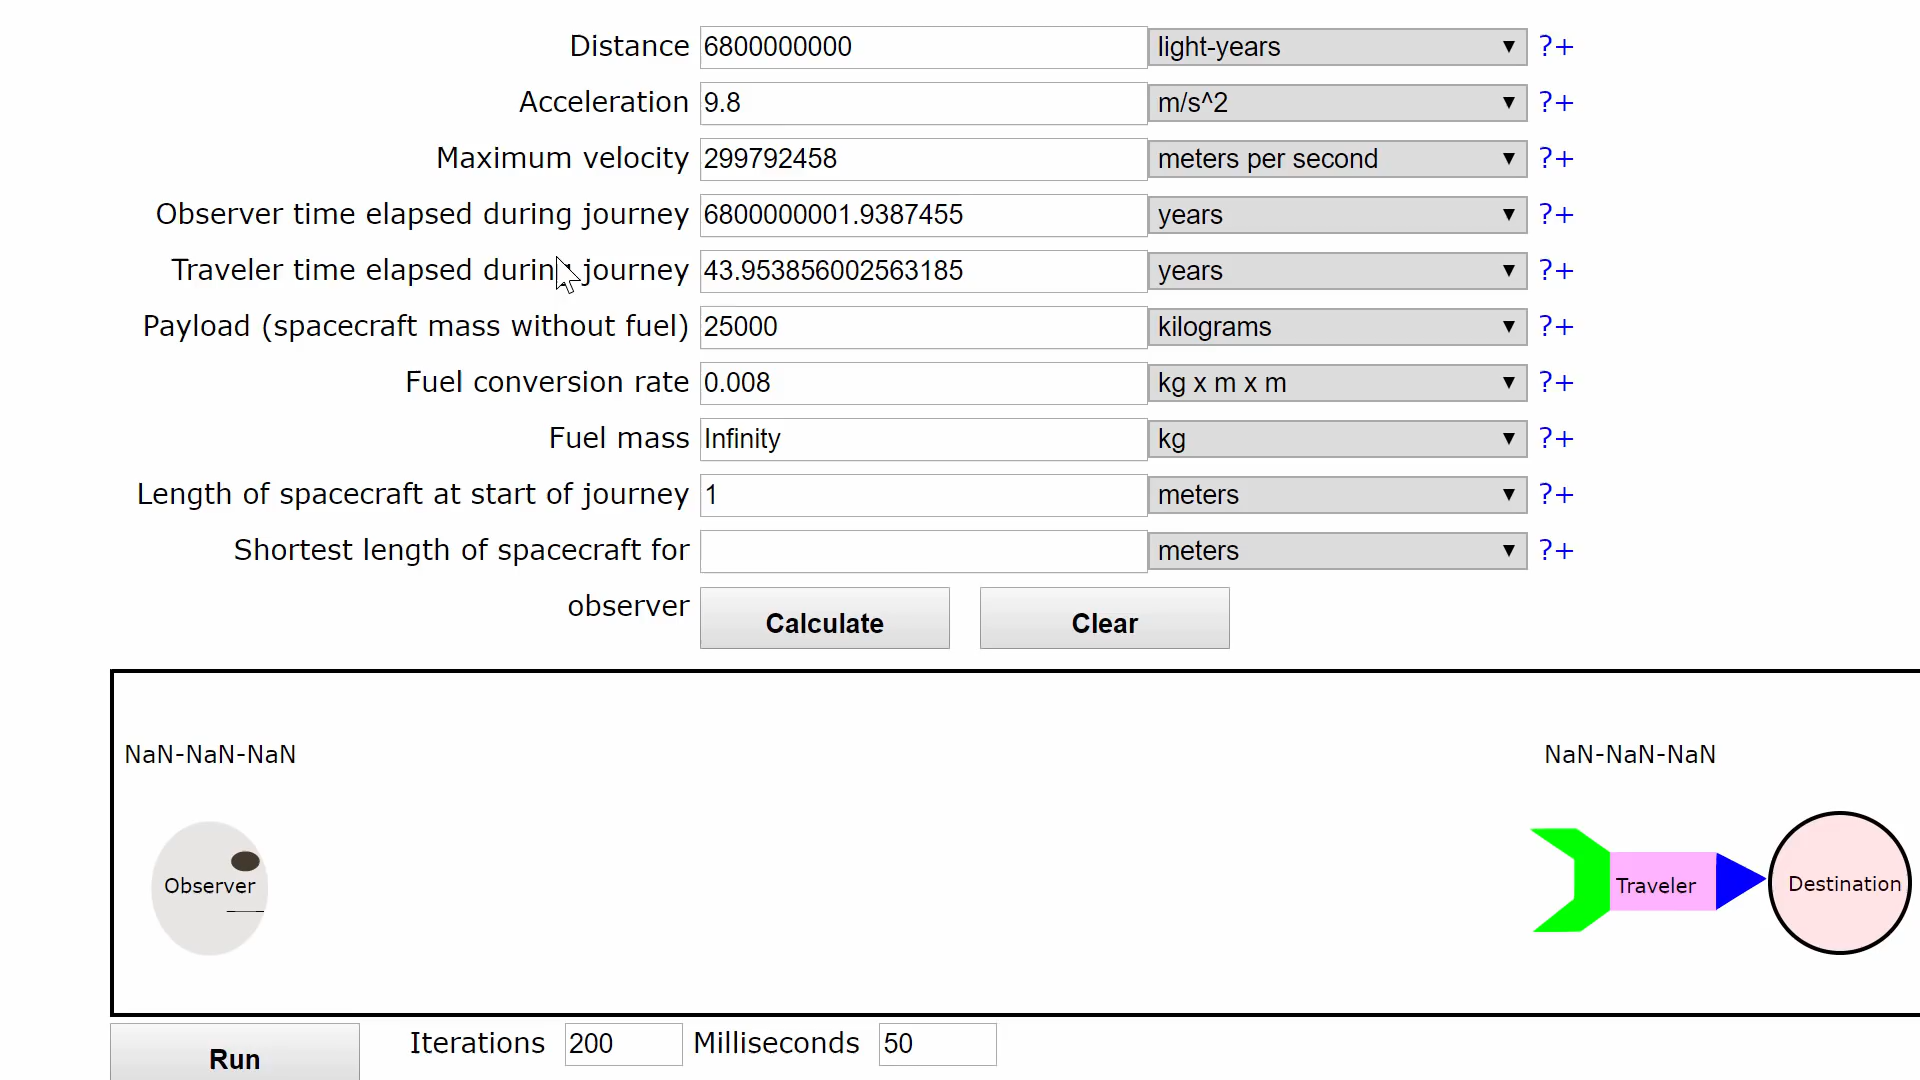 Distance 6800000000 light-years ?+
Acceleration 9.8 m/s^2 ?+
Maximum velocity 299792458 meters per second ?+
Observer time elapsed during journey 6800000001.9387455 years ?+
Traveler time elapsed during journey 43.953856002563185 years ?+
Payload (spacecraft mass without fuel) 25000 kilograms ?+
Fuel conversion rate 0.008 kg x m x m ?+
Fuel mass Infinity kg ?+
Length of spacecraft at start of journey 1 meters ?+
Shortest length of spacecraft for meters ?+
observer Calculate Clear
NaN-NaN-NaN NaN-NaN-NaN
Observer Traveler Destination
Run Iterations 200 Milliseconds 50